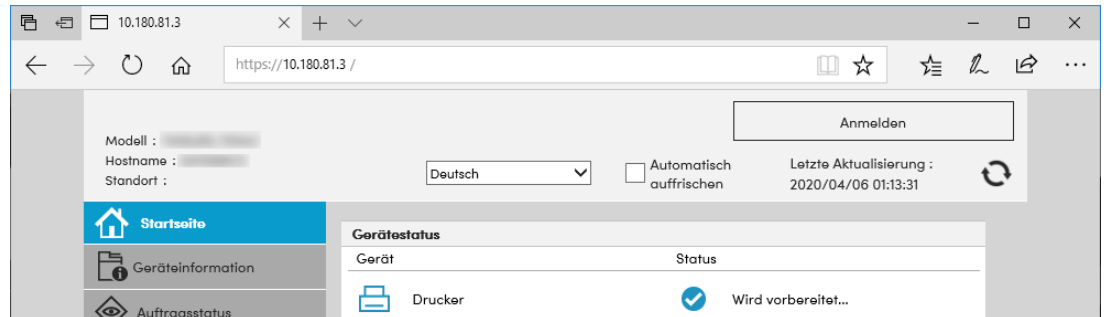 10.180.81.3
https://10.180.81.3 /
Anmelden
Modell :
Hostname :
Standort :
Deutsch
Automatisch
auffrischen
Letzte Aktualisierung :
2020/04/06 01:13:31
Startseite
Geräteinformation
Auftragsstatus
Gerätestatus
Gerät Status
Drucker Wird vorbereitet...